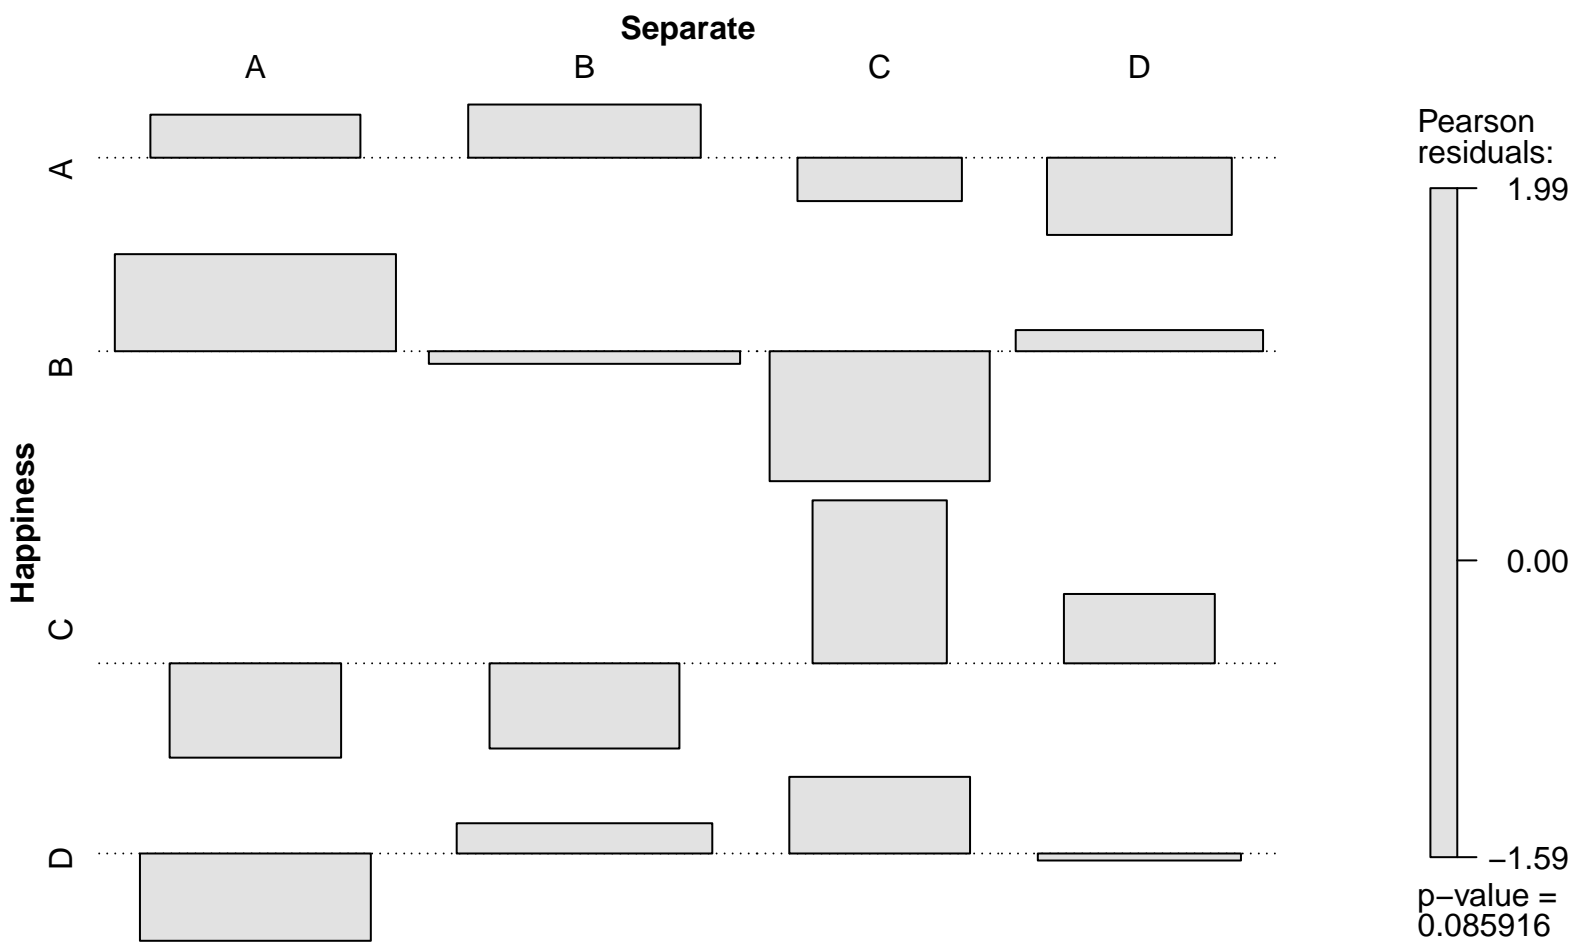 Separate
A B C D
Happiness
A
B
C
D
Pearson
residuals:
1.99
0.00
−1.59
p−value =
0.085916